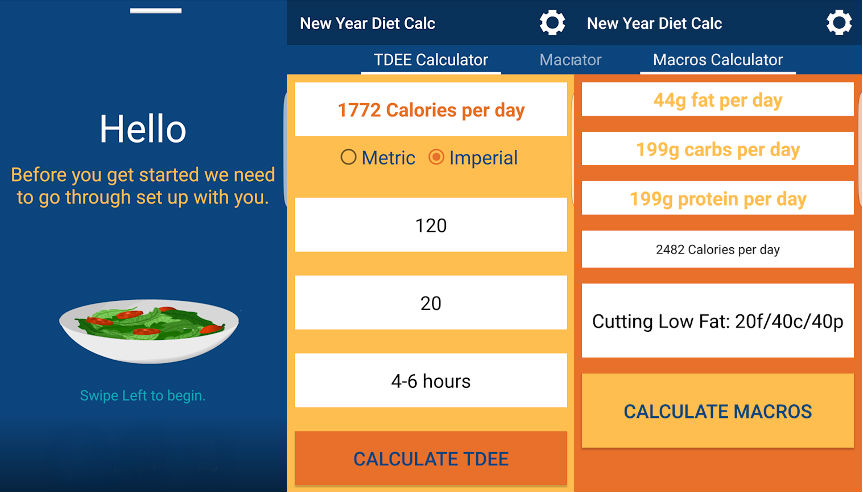 Hello
Before you get started we need
to go through set up with you.
Swipe Left to begin.
New Year Diet Calc
TDEE Calculator
Mac
1772 Calories per day
Metric
Imperial
120
20
4-6 hours
CALCULATE TDEE
New Year Diet Calc
ator
Macros Calculator
44g fat per day
199g carbs per day
199g protein per day
2482 Calories per day
Cutting Low Fat: 20f/40c/40p
CALCULATE MACROS